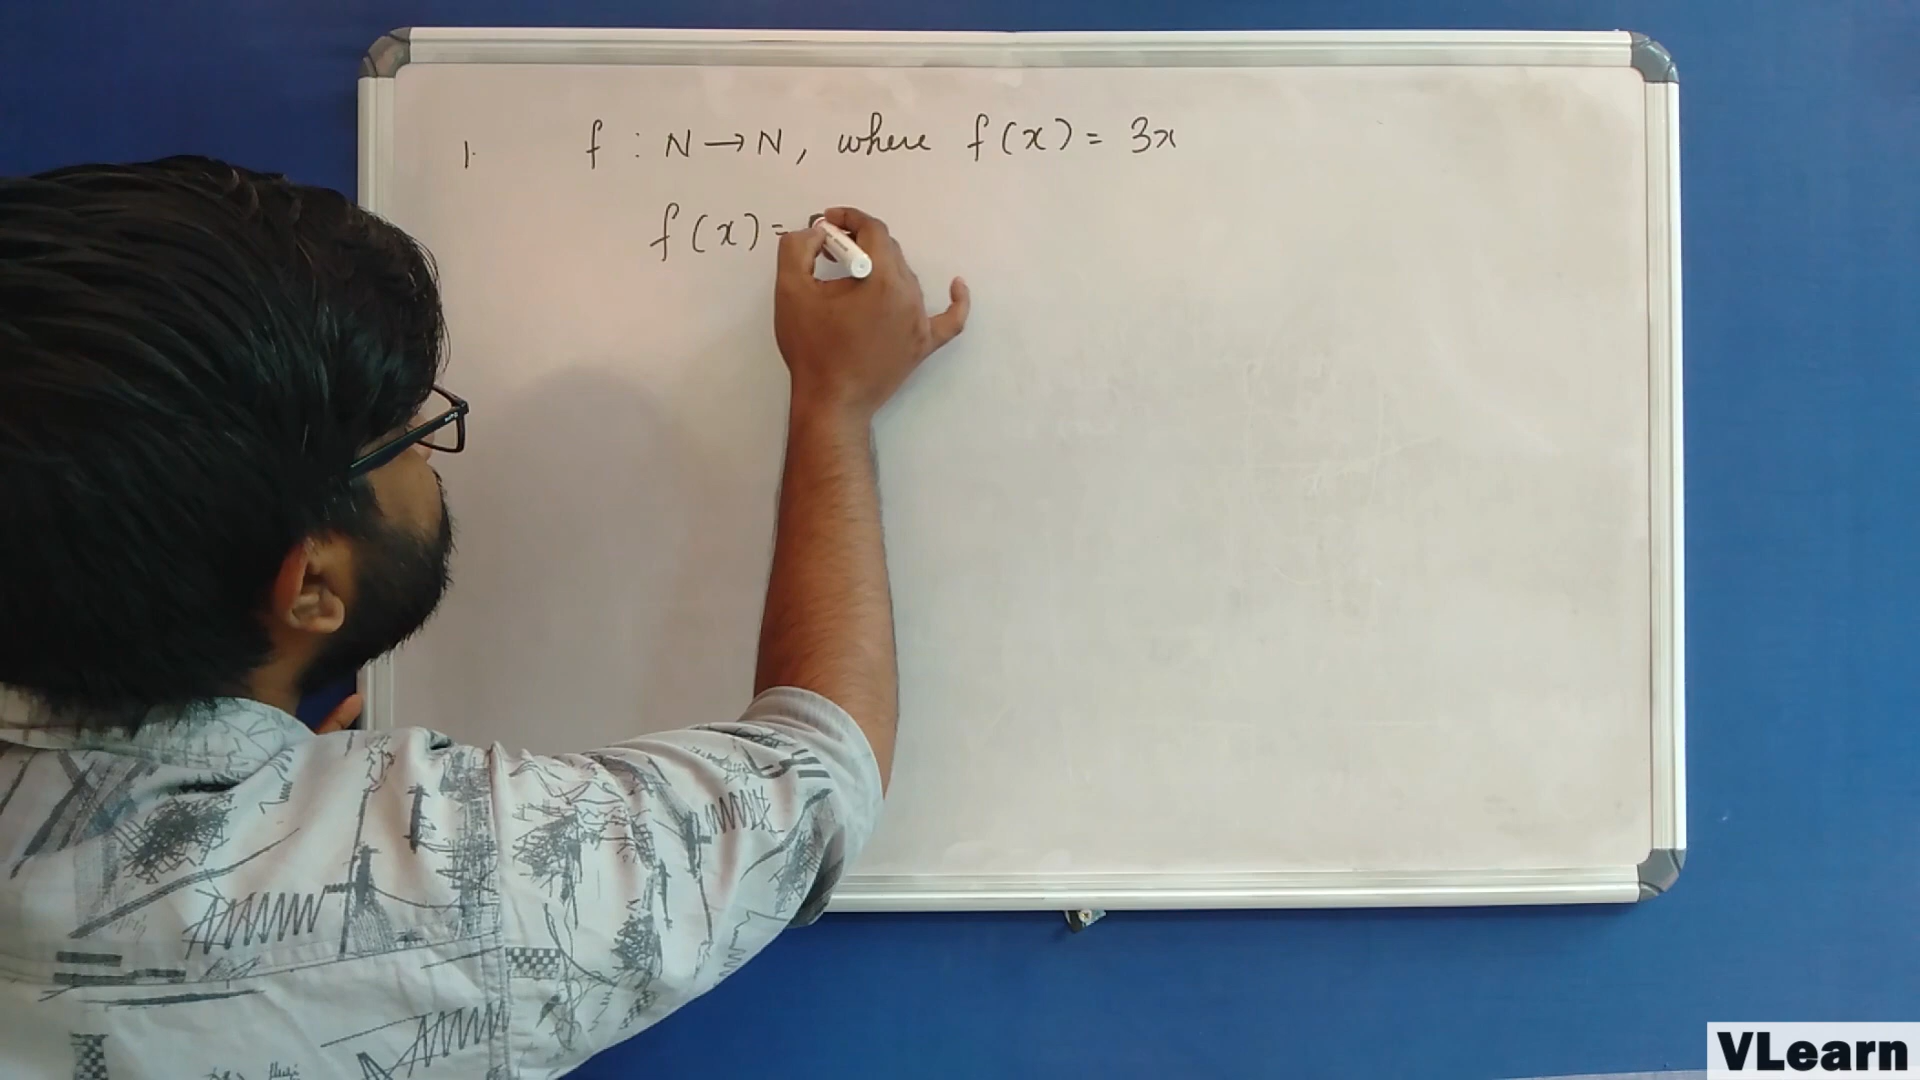 1. f : N → N, where f(x) = 3x
f(x) =
VLearn